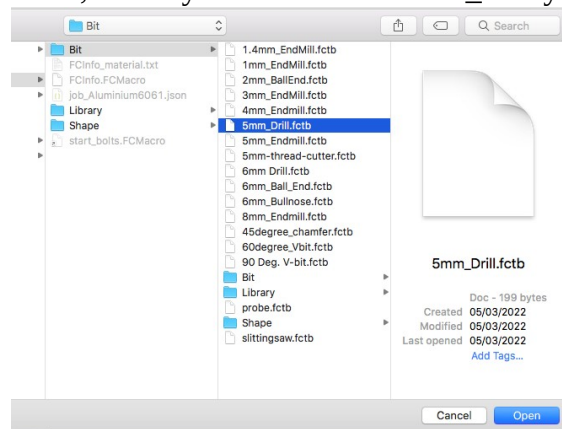 Bit
Search
Bit
FCInfo_material.txt
FCInfo.FCMacro
job_Aluminium6061.json
Library
Shape
start_bolts.FCMacro
1.4mm_EndMill.fctb
1mm_EndMill.fctb
2mm_BallEnd.fctb
3mm_EndMill.fctb
4mm_Endmill.fctb
5mm_Drill.fctb
5mm_Endmill.fctb
5mm-thread-cutter.fctb
6mm Drill.fctb
6mm_Ball_End.fctb
6mm_Bullnose.fctb
8mm_Endmill.fctb
45degree_chamfer.fctb
60degree_Vbit.fctb
90 Deg. V-bit.fctb
Bit
Library
probe.fctb
Shape
slittingsaw.fctb
5mm_Drill.fctb
Doc - 199 bytes
Created 05/03/2022
Modified 05/03/2022
Last opened 05/03/2022
Add Tags...
Cancel
Open